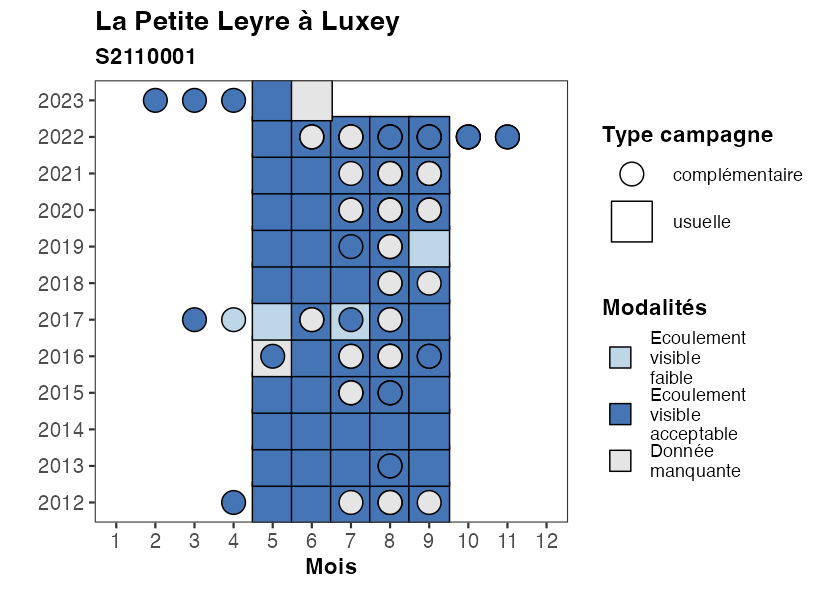 La Petite Leyre à Luxey
S2110001
2023
2022
2021
2020
2019
2018
2017
2016
2015
2014
2013
2012
1 2 3 4 5 6 7 8 9 10 11 12
Mois
Type campagne
complémentaire
usuelle
Modalités
Ecoulement
visible
faible
Ecoulement
visible
acceptable
Donnée
manquante